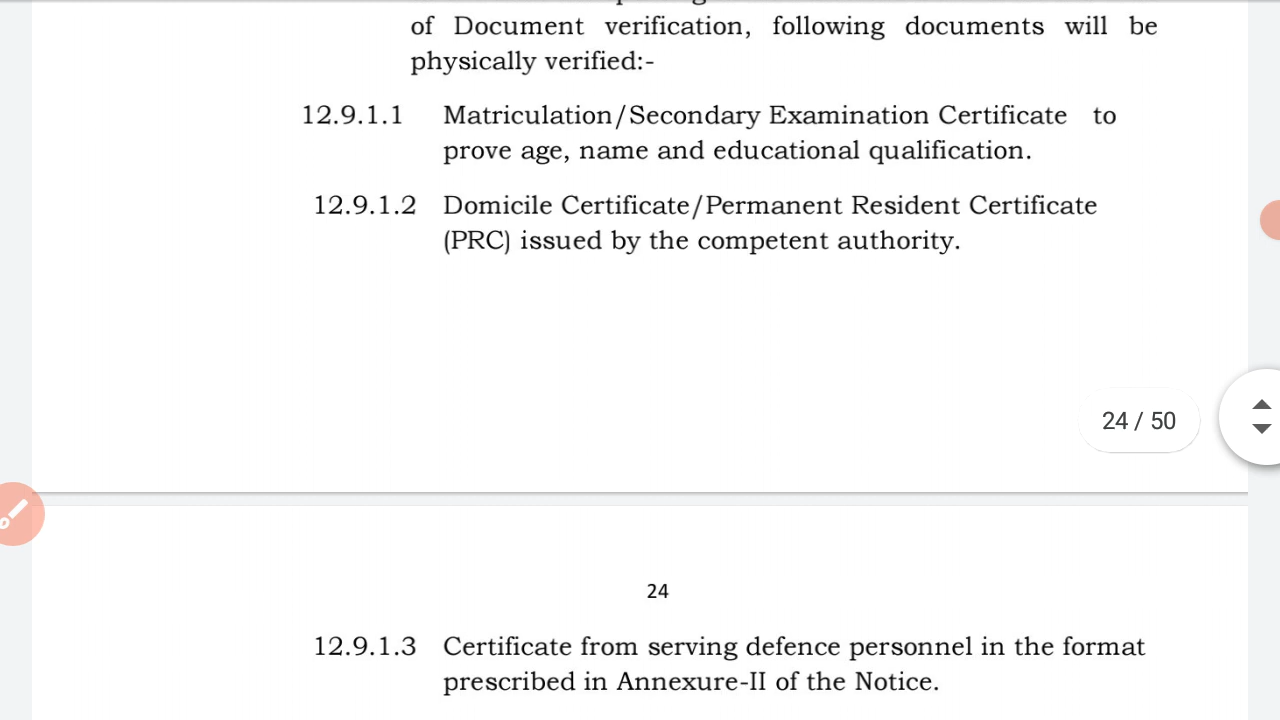 of Document verification, following documents will be
physically verified:-
12.9.1.1 Matriculation/Secondary Examination Certificate to
prove age, name and educational qualification.
12.9.1.2 Domicile Certificate/Permanent Resident Certificate
(PRC) issued by the competent authority.
24 / 50
24
12.9.1.3 Certificate from serving defence personnel in the format
prescribed in Annexure-II of the Notice.